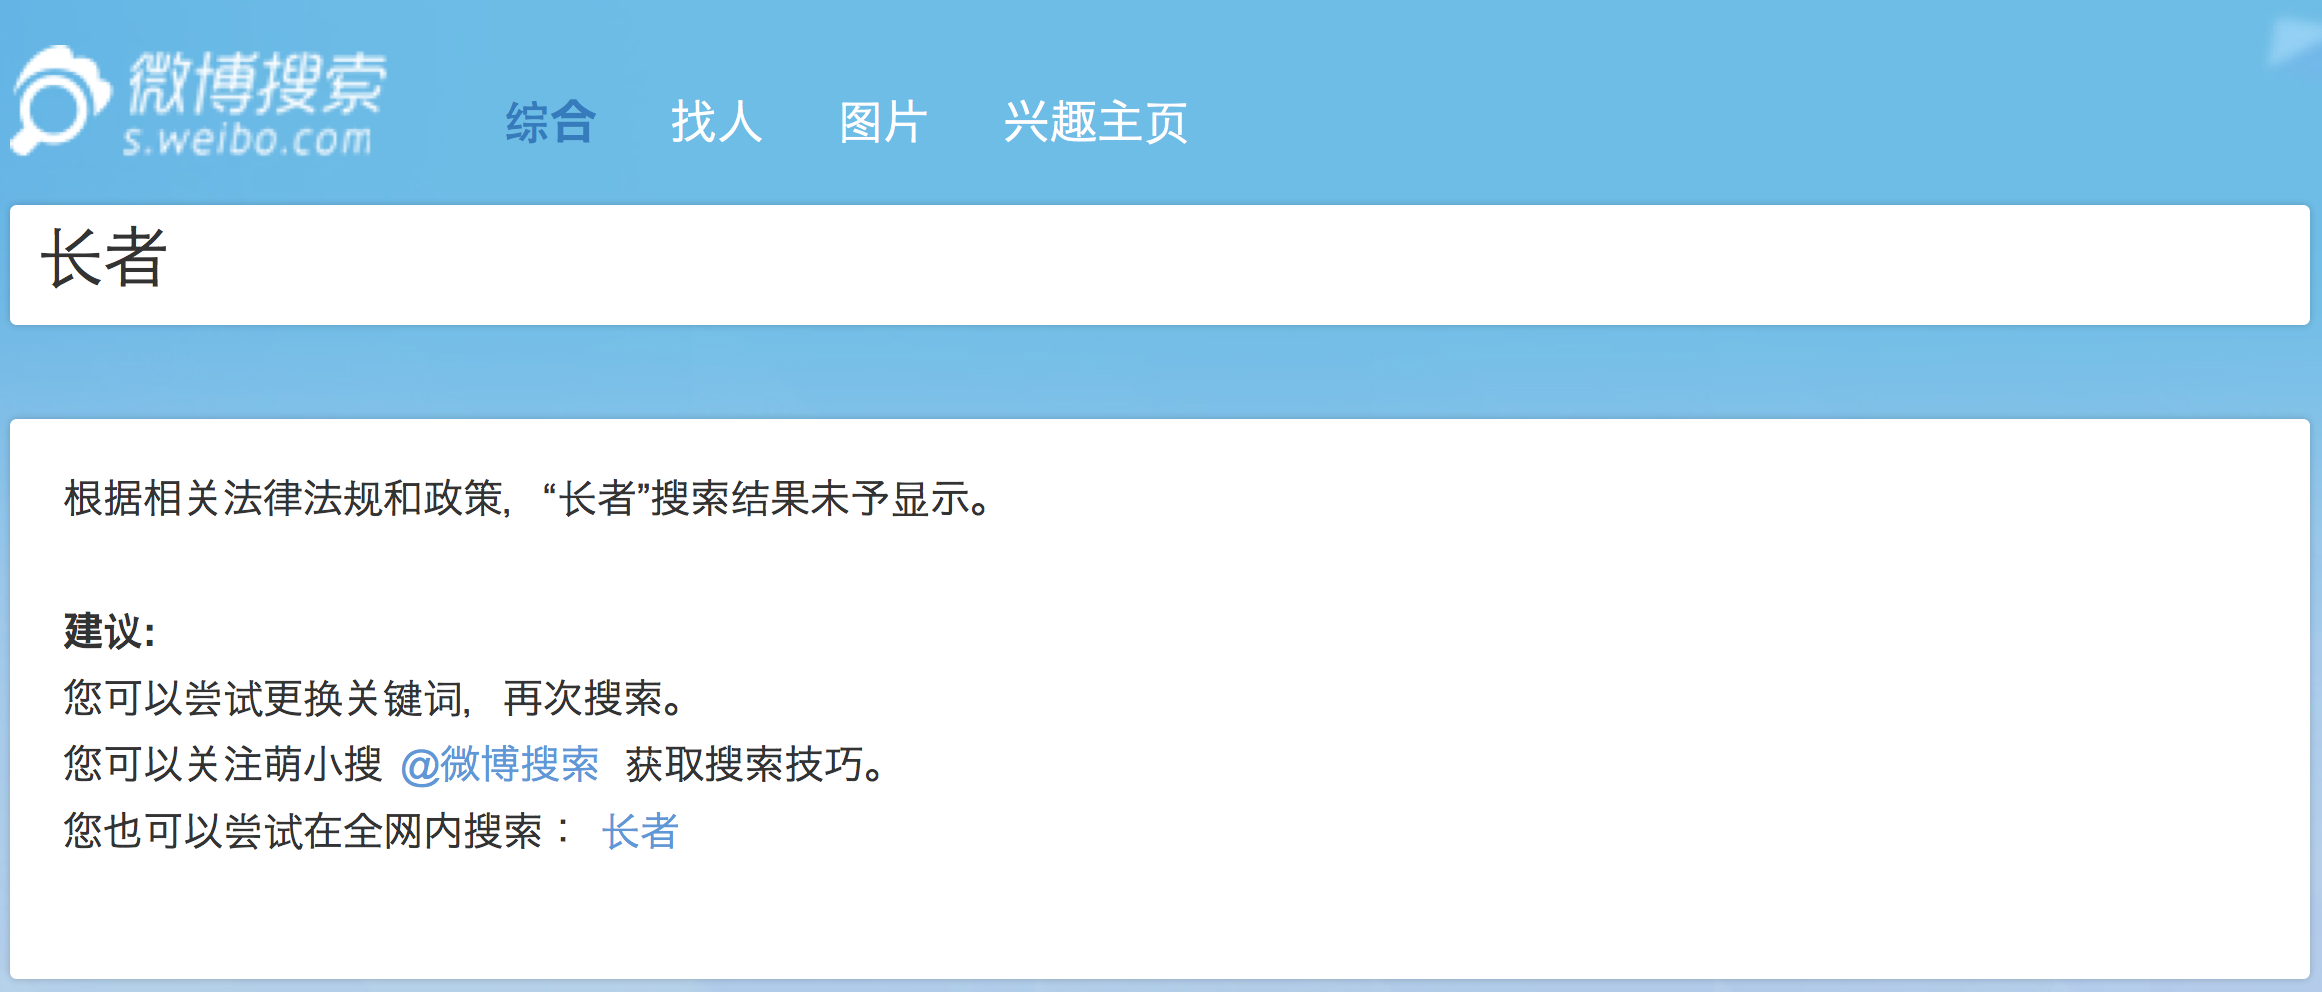 微博搜索
s.weibo.com
综合 找人 图片 兴趣主页
长者
根据相关法律法规和政策，“长者”搜索结果未予显示。
建议:
您可以尝试更换关键词，再次搜索。
您可以关注萌小搜 @微博搜索 获取搜索技巧。
您也可以尝试在全网内搜索： 长者